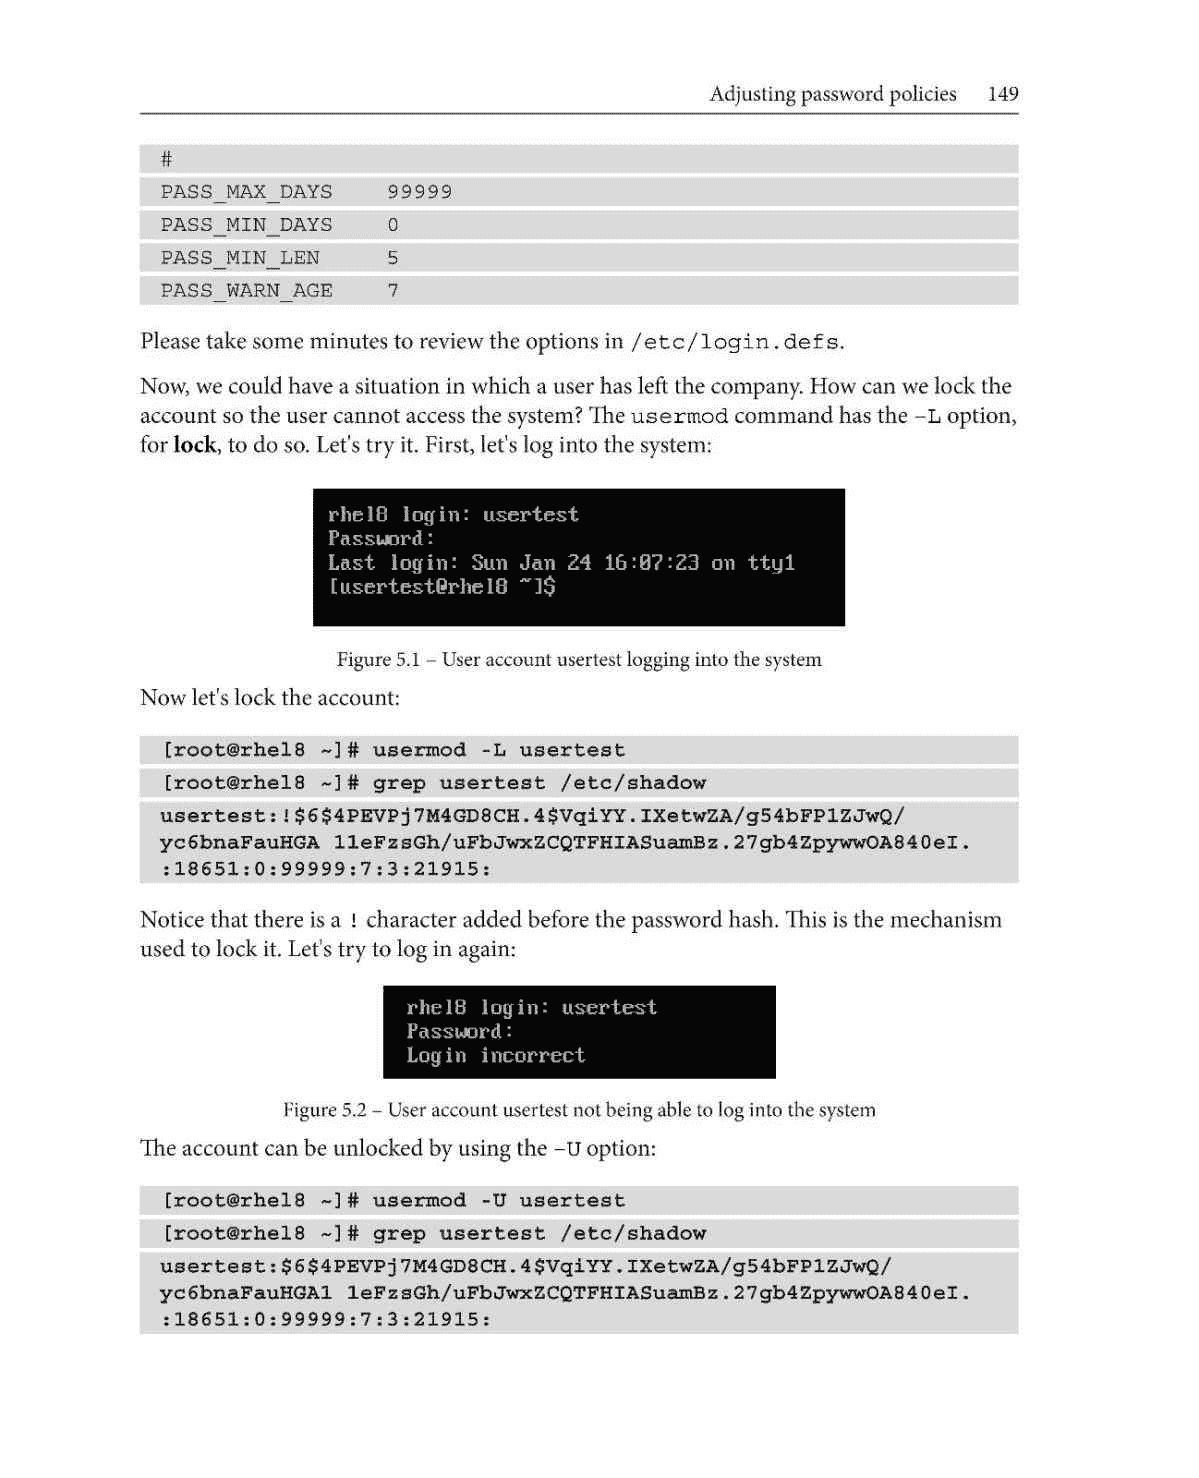 Adjusting password policies 149
#
PASS_MAX_DAYS 99999
PASS_MIN_DAYS 0
PASS_MIN_LEN 5
PASS_WARN_AGE 7
Please take some minutes to review the options in /etc/login.defs.
Now, we could have a situation in which a user has left the company. How can we lock the
account so the user cannot access the system? The usermod command has the -L option,
for lock, to do so. Let's try it. First, let's log into the system:
rhel8 login: usertest
Password:
Last login: Sun Jan 24 16:07:23 on tty1
[usertest@rhel8 ~]$
Figure 5.1 – User account usertest logging into the system
Now let's lock the account:
[root@rhel8 ~]# usermod -L usertest
[root@rhel8 ~]# grep usertest /etc/shadow
usertest:!$6$4PEVPj7M4GD8CH.4$VqiYY.IXetwZA/g54bFP1ZJwQ/
yc6bnaFauHGA 1leFzsGh/uFbJwxZCQTFHIASuamBz.27gb4ZpywwOA840eI.
:18651:0:99999:7:3:21915:
Notice that there is a ! character added before the password hash. This is the mechanism
used to lock it. Let's try to log in again:
rhel8 login: usertest
Password:
Login incorrect
Figure 5.2 – User account usertest not being able to log into the system
The account can be unlocked by using the -U option:
[root@rhel8 ~]# usermod -U usertest
[root@rhel8 ~]# grep usertest /etc/shadow
usertest:$6$4PEVPj7M4GD8CH.4$VqiYY.IXetwZA/g54bFP1ZJwQ/
yc6bnaFauHGA1 leFzsGh/uFbJwxZCQTFHIASuamBz.27gb4ZpywwOA840eI.
:18651:0:99999:7:3:21915: